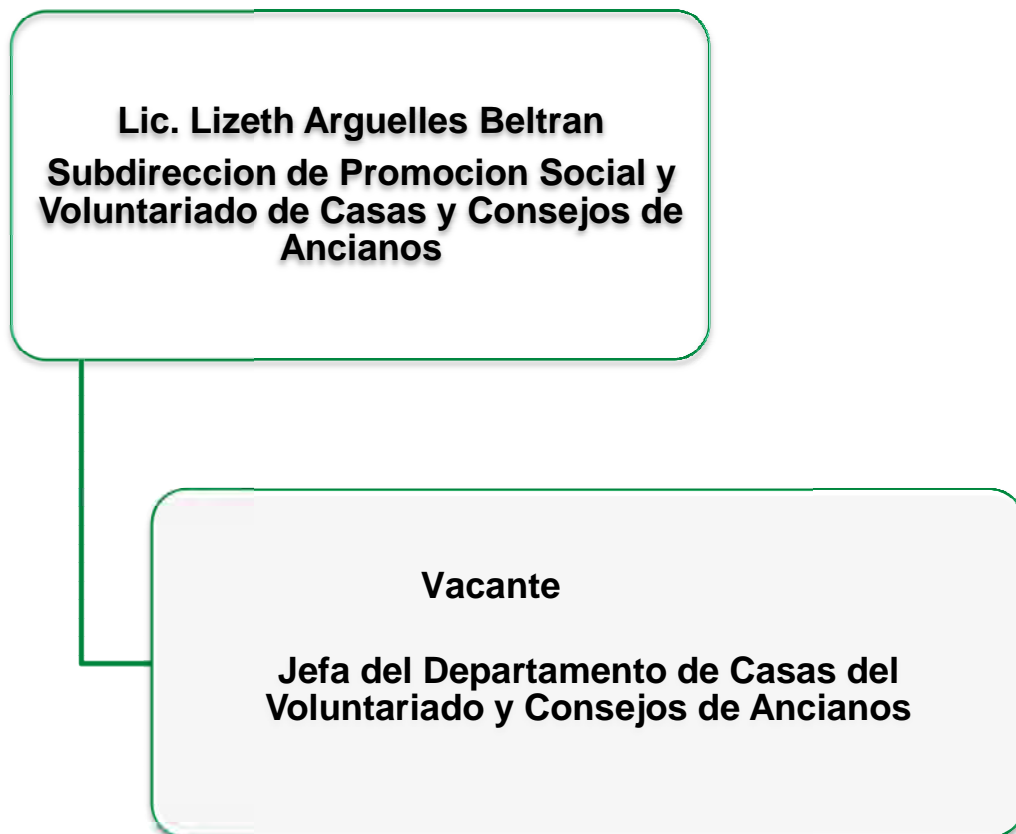 Lic. Lizeth Arguelles Beltran
Subdireccion de Promocion Social y
Voluntariado de Casas y Consejos de
Ancianos
Vacante
Jefa del Departamento de Casas del
Voluntariado y Consejos de Ancianos